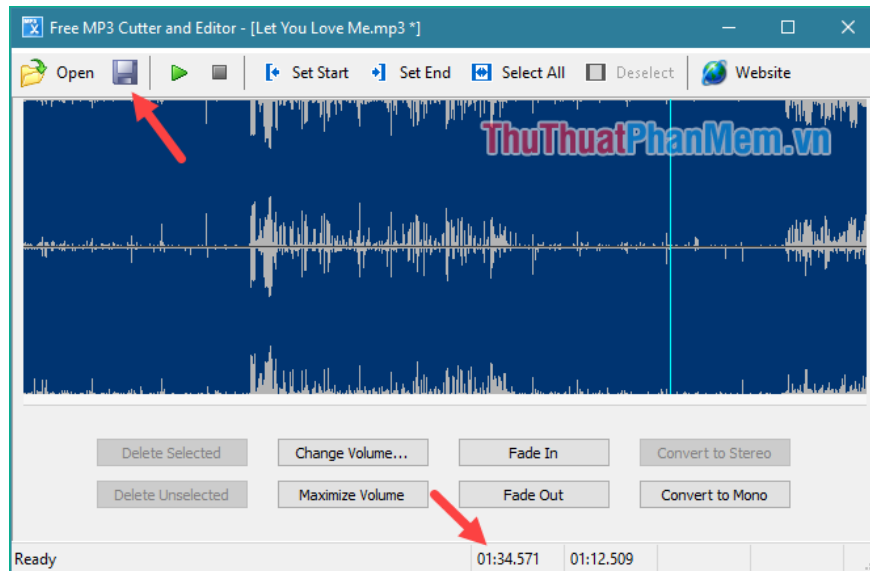 Free MP3 Cutter and Editor - [Let You Love Me.mp3 *]
Open Set Start Set End Select All Deselect Website
ThuThuatPhanMem.vn
Delete Selected Change Volume... Fade In Convert to Stereo
Delete Unselected Maximize Volume Fade Out Convert to Mono
Ready 01:34.571 01:12.509